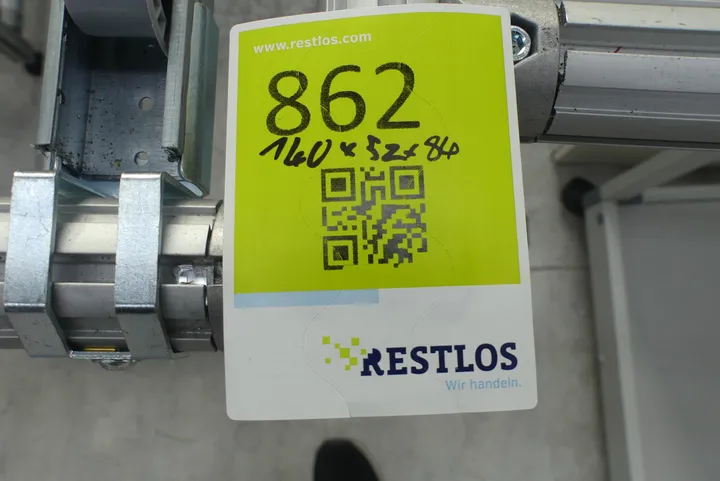 www.restlos.com
862
140 x 52 x 84
RESTLOS
Wir handeln.